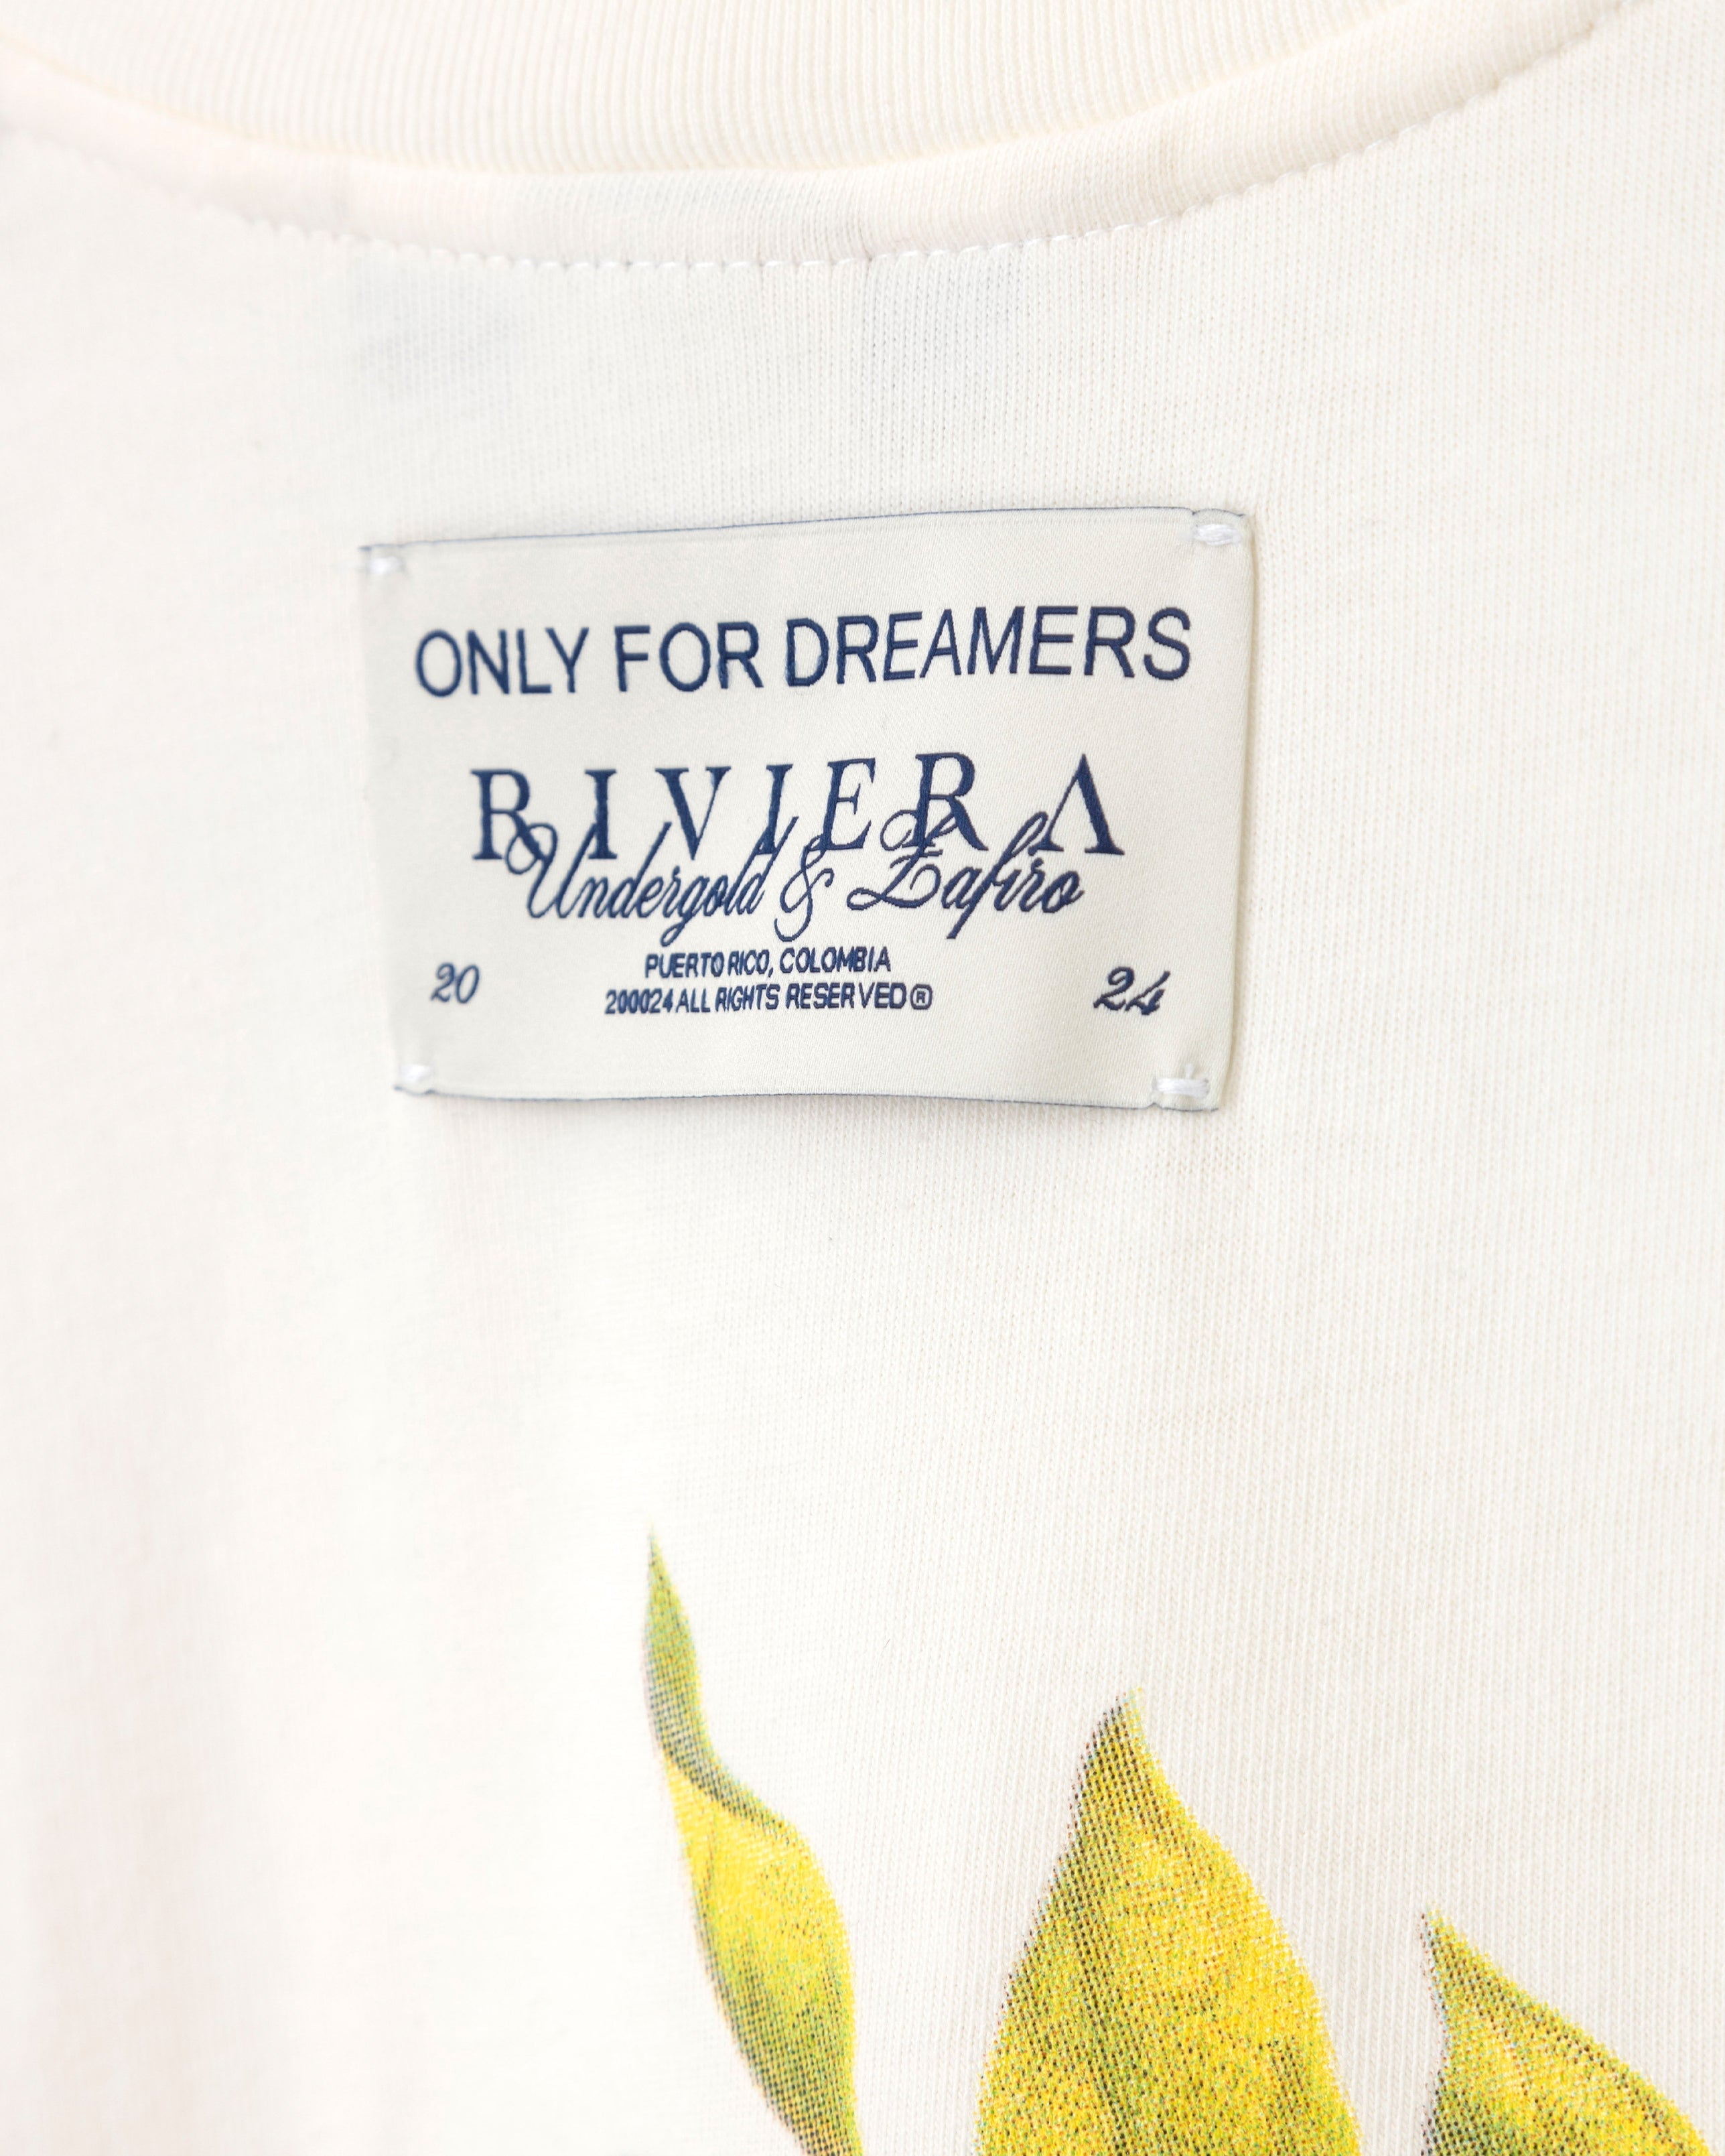 ONLY FOR DREAMERS
RIVIERA
Undergold & Zafiro
PUERTO RICO, COLOMBIA
20 200024 ALL RIGHTS RESERVED® 24